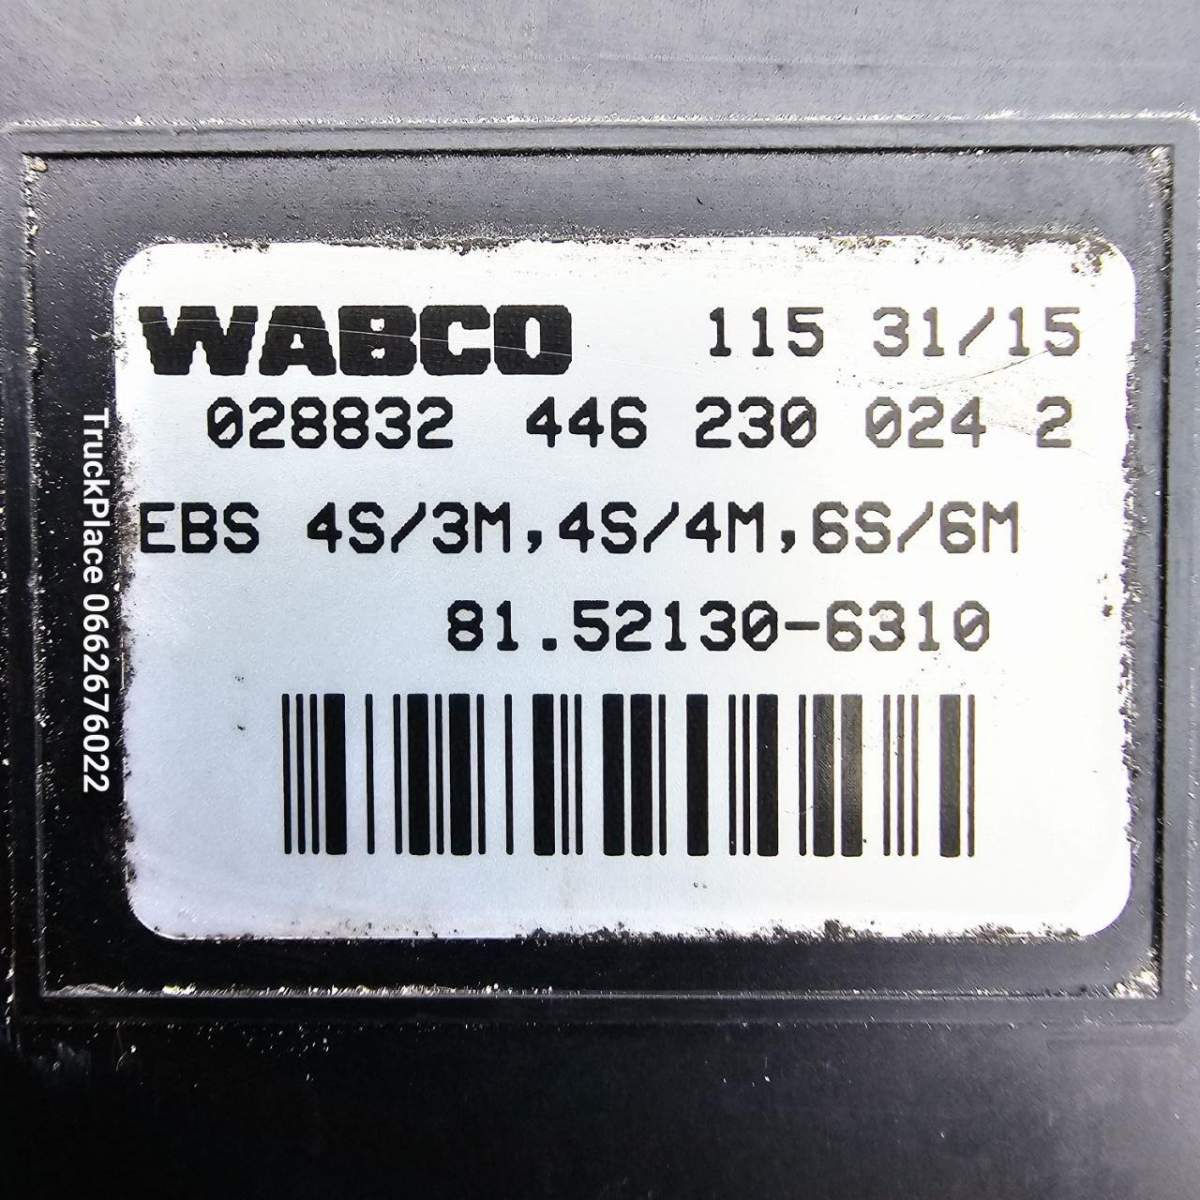 WABCO 115 31/15
028832 446 230 024 2
EBS 4S/3M,4S/4M,6S/6M
81.52130-6310
TruckPlace 0662676022